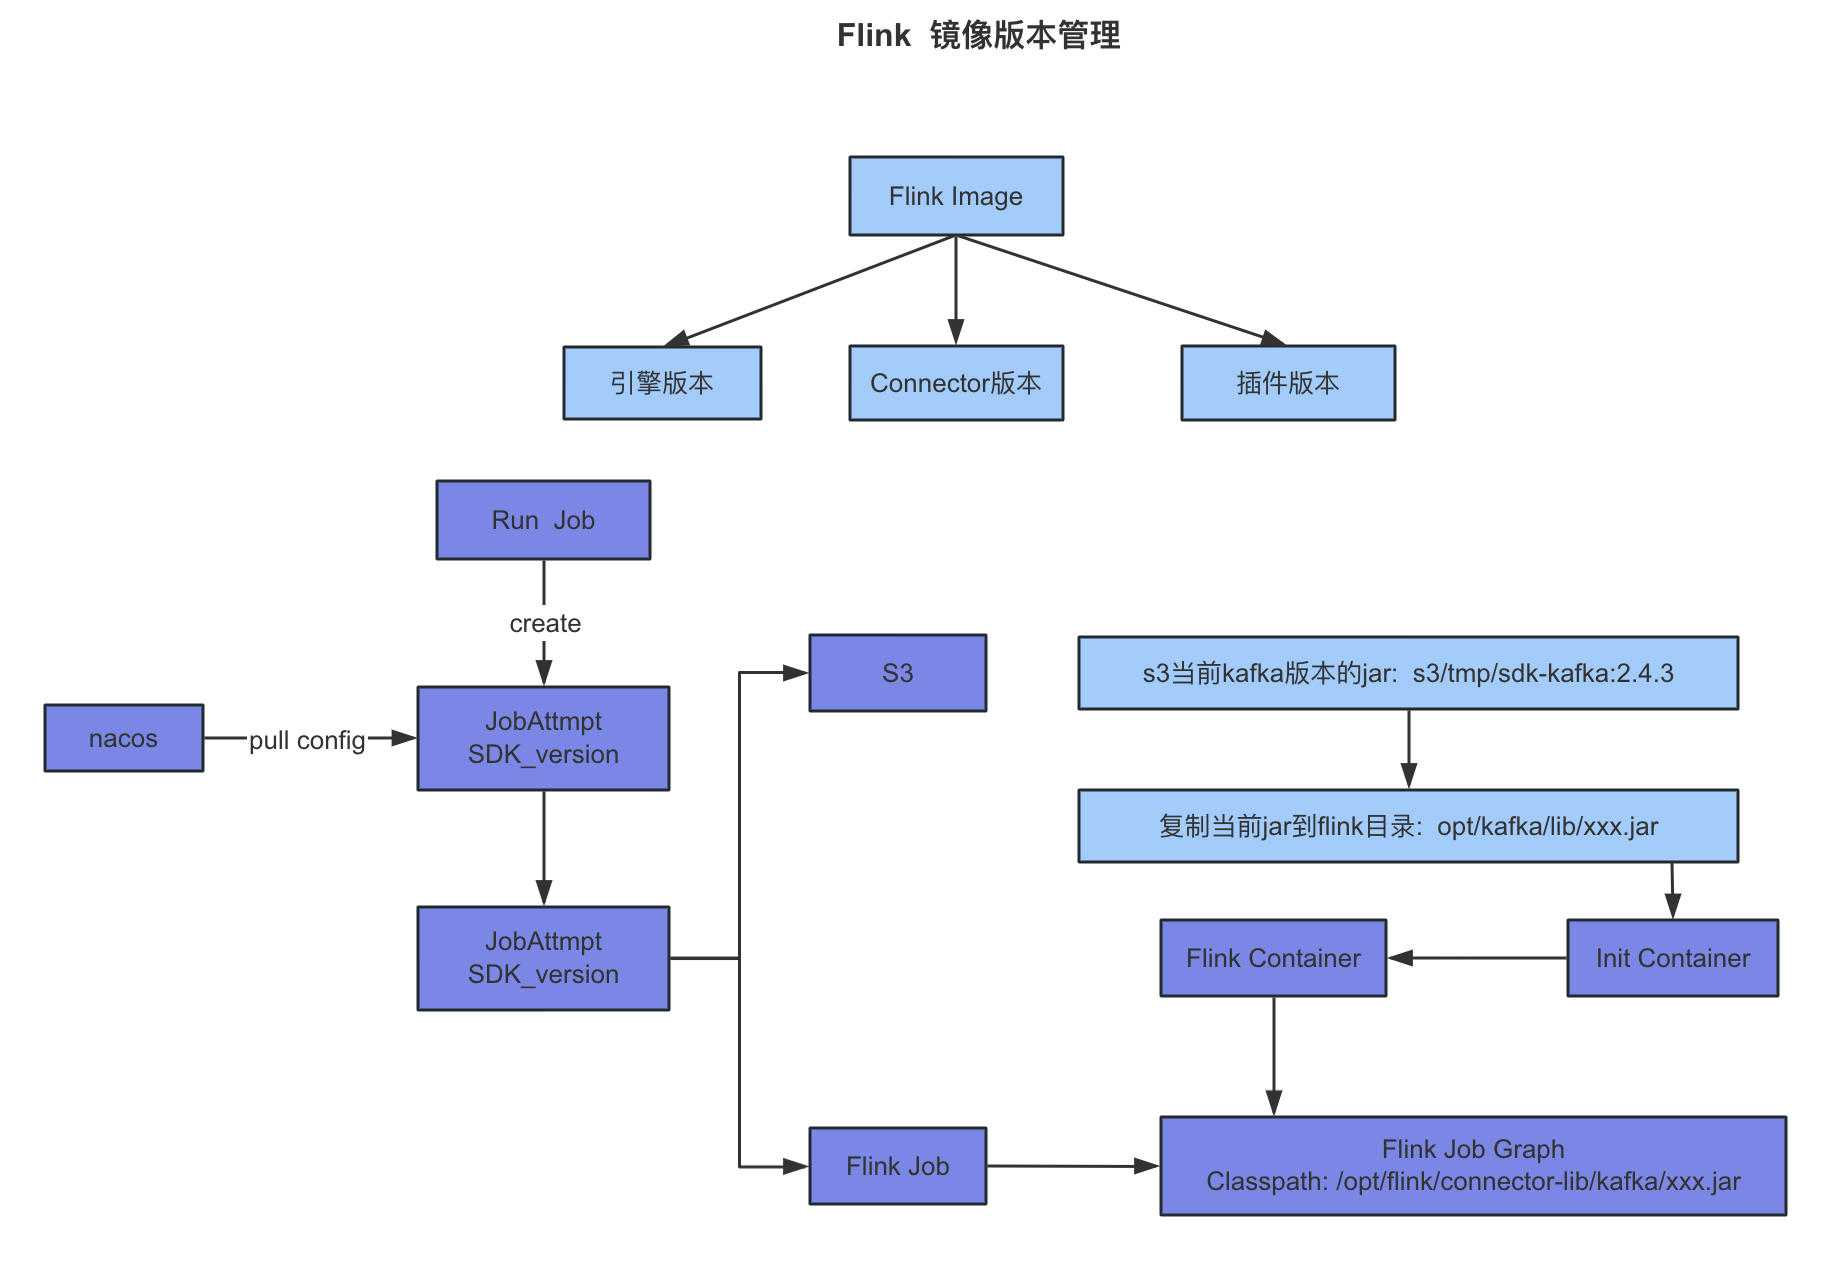 Flink 镜像版本管理
Flink Image
引擎版本
Connector版本
插件版本
Run Job
create
nacos
pull config
JobAttmpt
SDK_version
S3
s3当前kafka版本的jar: s3/tmp/sdk-kafka:2.4.3
复制当前jar到flink目录: opt/kafka/lib/xxx.jar
JobAttmpt
SDK_version
Flink Container
Init Container
Flink Job
Flink Job Graph
Classpath: /opt/flink/connector-lib/kafka/xxx.jar